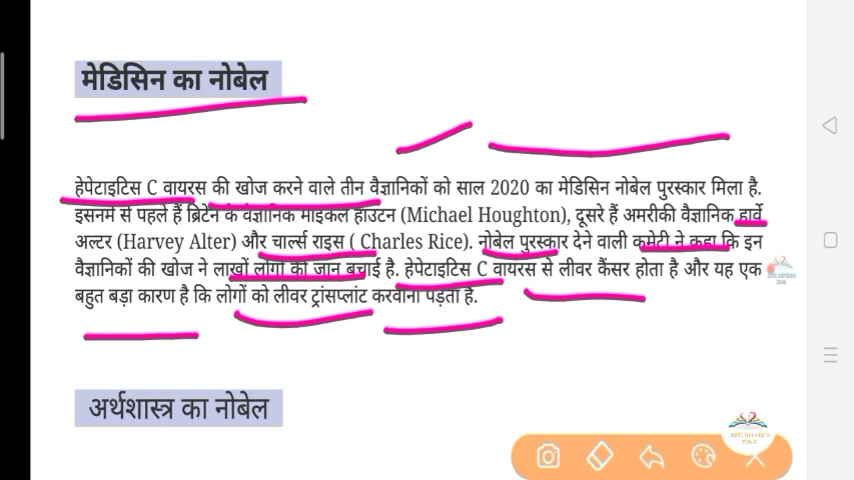 मेडिसिन का नोबेल
हेपेटाइटिस C वायरस की खोज करने वाले तीन वैज्ञानिकों को साल 2020 का मेडिसिन नोबेल पुरस्कार मिला है.
इसनमें से पहले हैं ब्रिटेन के वैज्ञानिक माइकल हाउटन (Michael Houghton), दूसरे हैं अमरीकी वैज्ञानिक हार्वे
अल्टर (Harvey Alter) और चार्ल्स राइस ( Charles Rice). नोबेल पुरस्कार देने वाली कमेटी ने कहा कि इन
वैज्ञानिकों की खोज ने लाखों लोगों की जान बचाई है. हेपेटाइटिस C वायरस से लीवर कैंसर होता है और यह एक
बहुत बड़ा कारण है कि लोगों को लीवर ट्रांसप्लांट करवाना पड़ता है.
अर्थशास्त्र का नोबेल